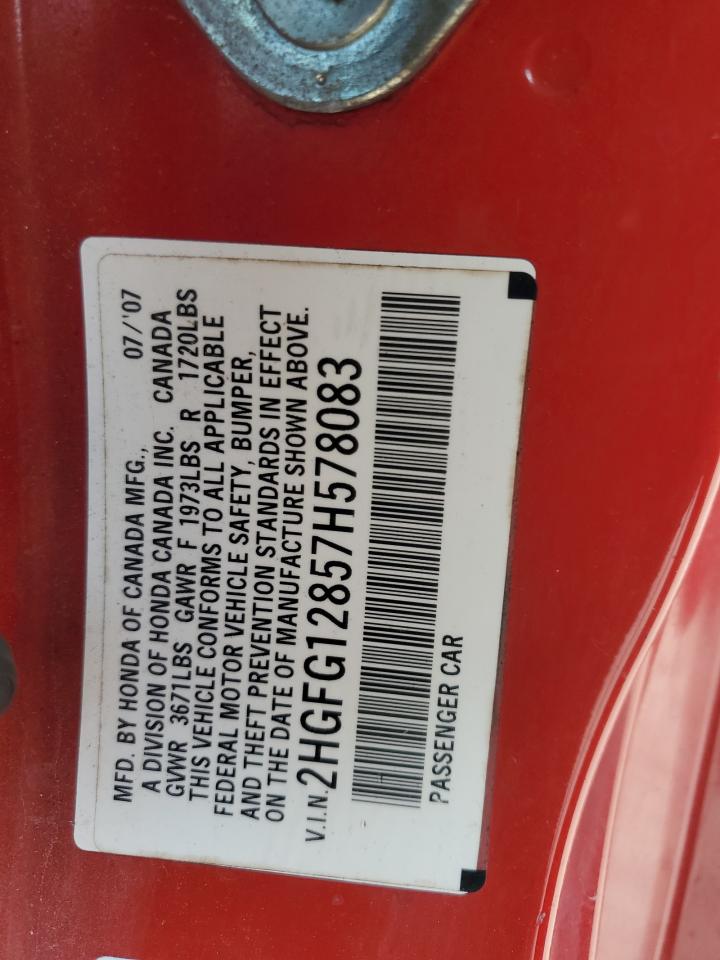 MFD. BY HONDA OF CANADA MFG., 07/'07
A DIVISION OF HONDA CANADA INC. CANADA
GVWR 3671LBS GAWR F 1973LBS R 1720LBS
THIS VEHICLE CONFORMS TO ALL APPLICABLE
FEDERAL MOTOR VEHICLE SAFETY, BUMPER,
AND THEFT PREVENTION STANDARDS IN EFFECT
ON THE DATE OF MANUFACTURE SHOWN ABOVE.
V.I.N. 2HGFG12857H578083
PASSENGER CAR